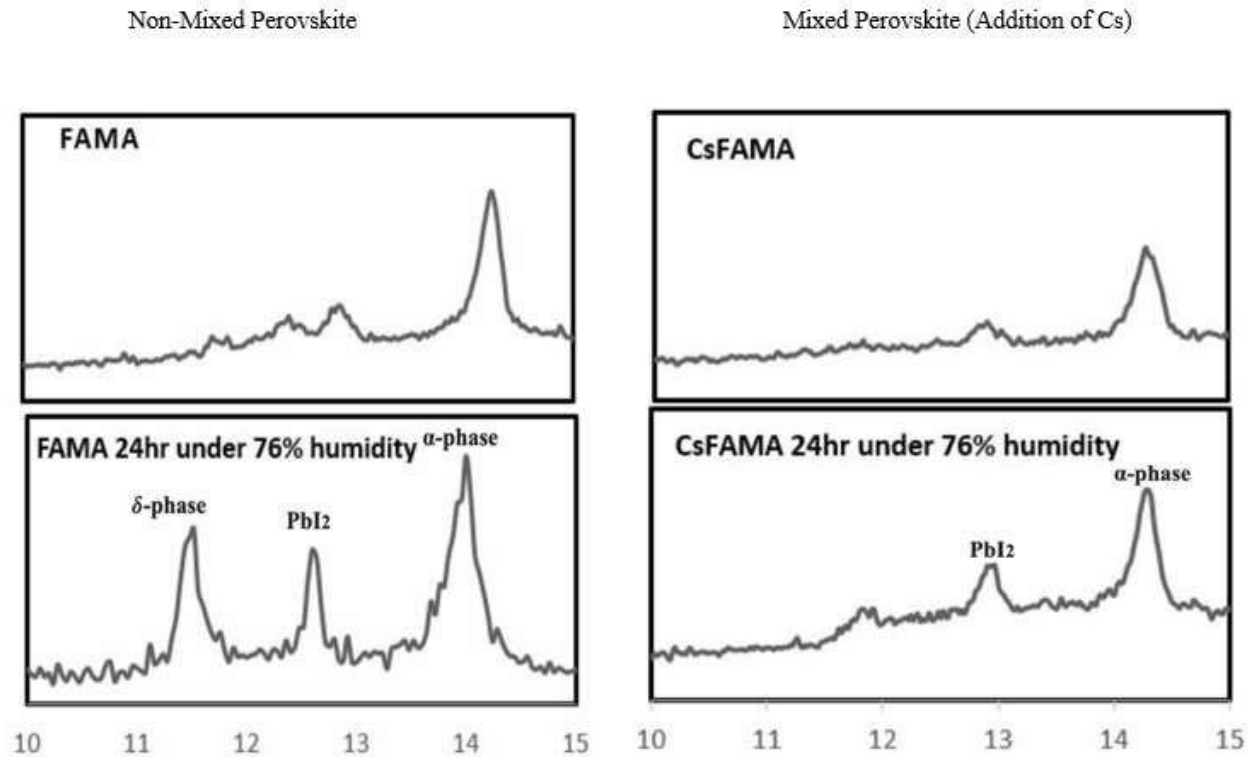 Non-Mixed Perovskite
Mixed Perovskite (Addition of Cs)
FAMA
CsFAMA
FAMA 24hr under 76% humidity
α-phase
δ-phase
PbI2
CsFAMA 24hr under 76% humidity
α-phase
PbI2
10 11 12 13 14 15
10 11 12 13 14 15